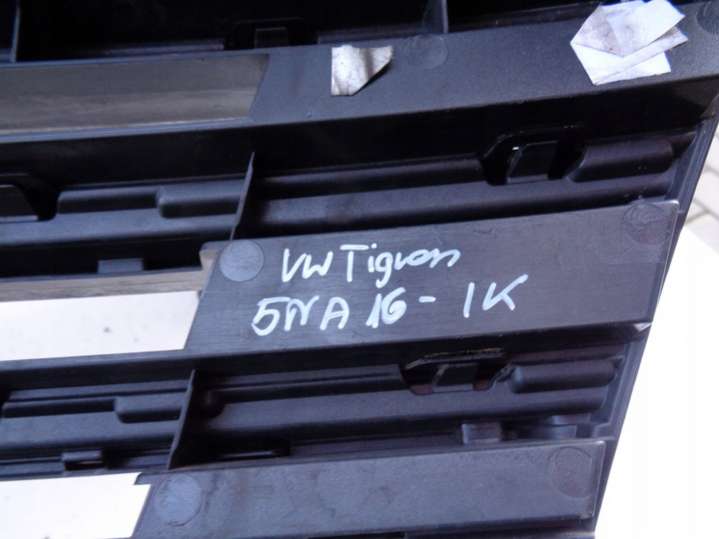 VW Tiguan
5NA 16 - 1K